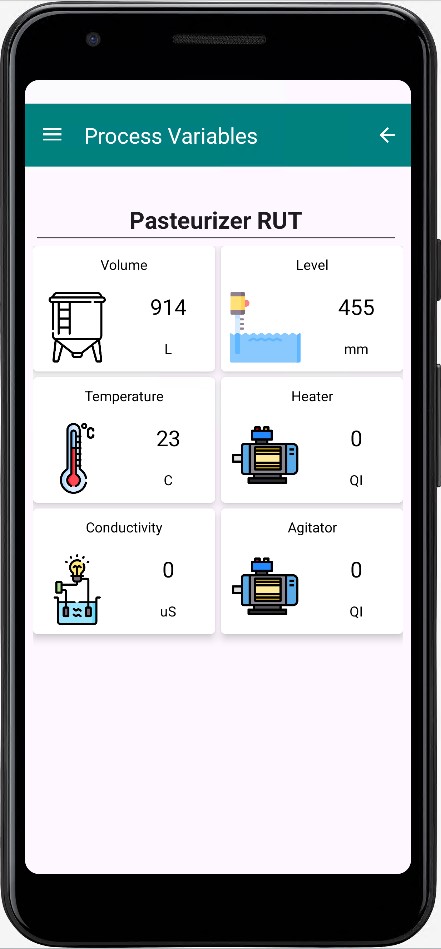 Process Variables
Pasteurizer RUT
Volume
914
L
Level
455
mm
Temperature
°C
23
C
Heater
0
QI
Conductivity
0
uS
Agitator
0
QI